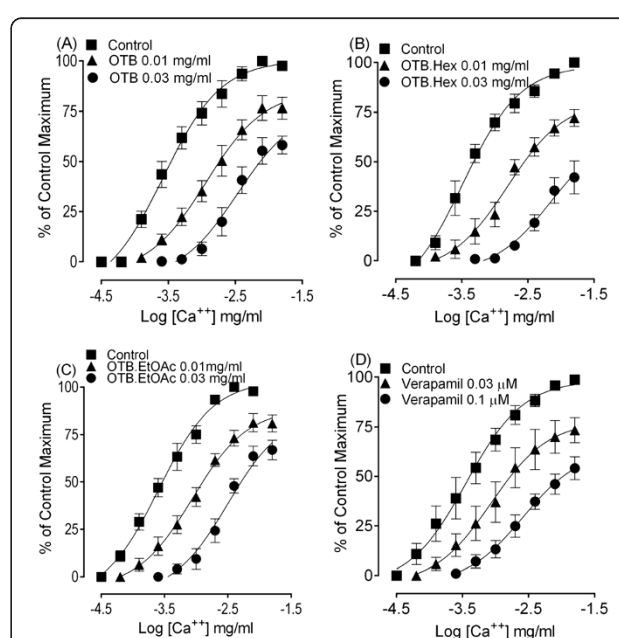 (A)
■ Control
▲ OTB 0.01 mg/ml
● OTB 0.03 mg/ml
% of Control Maximum
100
75
50
25
0
-4.5 -3.5 -2.5 -1.5
Log [Ca⁺⁺] mg/ml
(B)
■ Control
▲ OTB.Hex 0.01 mg/ml
● OTB.Hex 0.03 mg/ml
% of Control Maximum
100
75
50
25
0
-4.5 -3.5 -2.5 -1.5
Log [Ca⁺⁺] mg/ml
(C)
■ Control
▲ OTB.EtOAc 0.01mg/ml
● OTB.EtOAc 0.03 mg/ml
% of Control Maximum
100
75
50
25
0
-4.5 -3.5 -2.5 -1.5
Log [Ca⁺⁺] mg/ml
(D)
■ Control
▲ Verapamil 0.03 µM
● Verapamil 0.1 µM
% of Control Maximum
100
75
50
25
0
-4.5 -3.5 -2.5 -1.5
Log [Ca⁺⁺] mg/ml